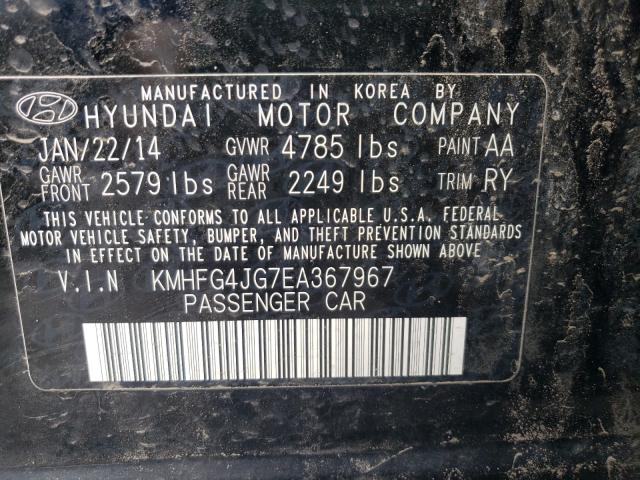 MANUFACTURED IN KOREA BY
HYUNDAI MOTOR COMPANY
JAN/22/14 GVWR 4785 lbs PAINT AA
GAWR FRONT 2579 lbs GAWR REAR 2249 lbs TRIM RY
THIS VEHICLE CONFORMS TO ALL APPLICABLE U.S.A. FEDERAL
MOTOR VEHICLE SAFETY, BUMPER, AND THEFT PREVENTION STANDARDS
IN EFFECT ON THE DATE OF MANUFACTURE SHOWN ABOVE.
V.I.N KMHFG4JG7EA367967
PASSENGER CAR